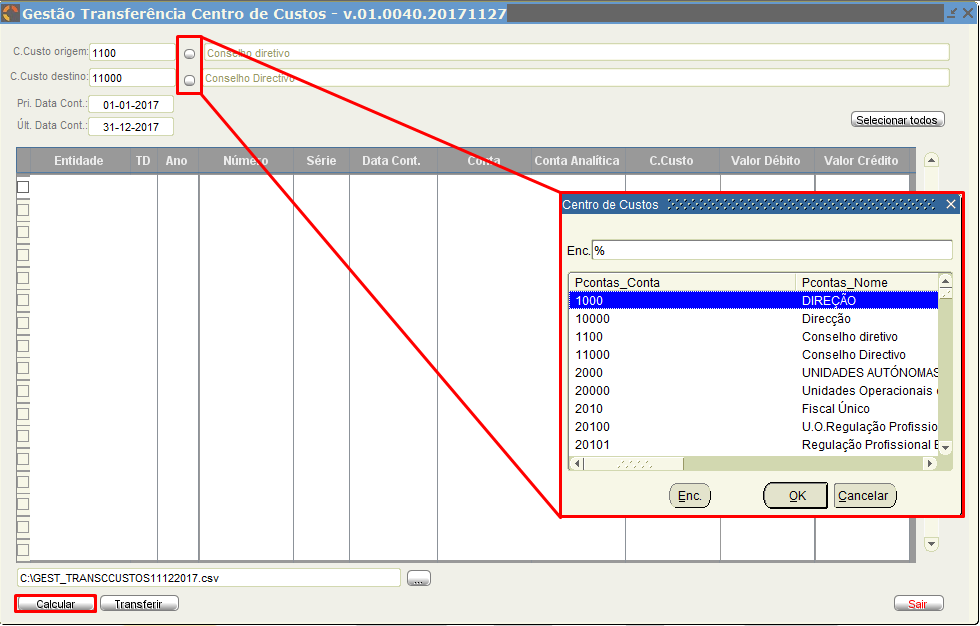 Gestão Transferência Centro de Custos - v.01.0040.20171127
C.Custo origem: 1100 Conselho diretivo
C.Custo destino: 11000 Conselho Directivo
Pri. Data Cont.: 01-01-2017
Últ. Data Cont.: 31-12-2017
Selecionar todos
Entidade TD Ano Número Série Data Cont. Conta Conta Analítica C.Custo Valor Débito Valor Crédito
Centro de Custos
Enc. %
Pcontas_Conta Pcontas_Nome
1000 DIREÇÃO
10000 Direcção
1100 Conselho diretivo
11000 Conselho Directivo
2000 UNIDADES AUTÓNOMAS
20000 Unidades Operacionais
2010 Fiscal Único
20100 U.O.Regulação Profissio
20101 Regulação Profissional E
Enc. OK Cancelar
C:\GEST_TRANSCCUSTOS11122017.csv ...
Calcular Transferir Sair